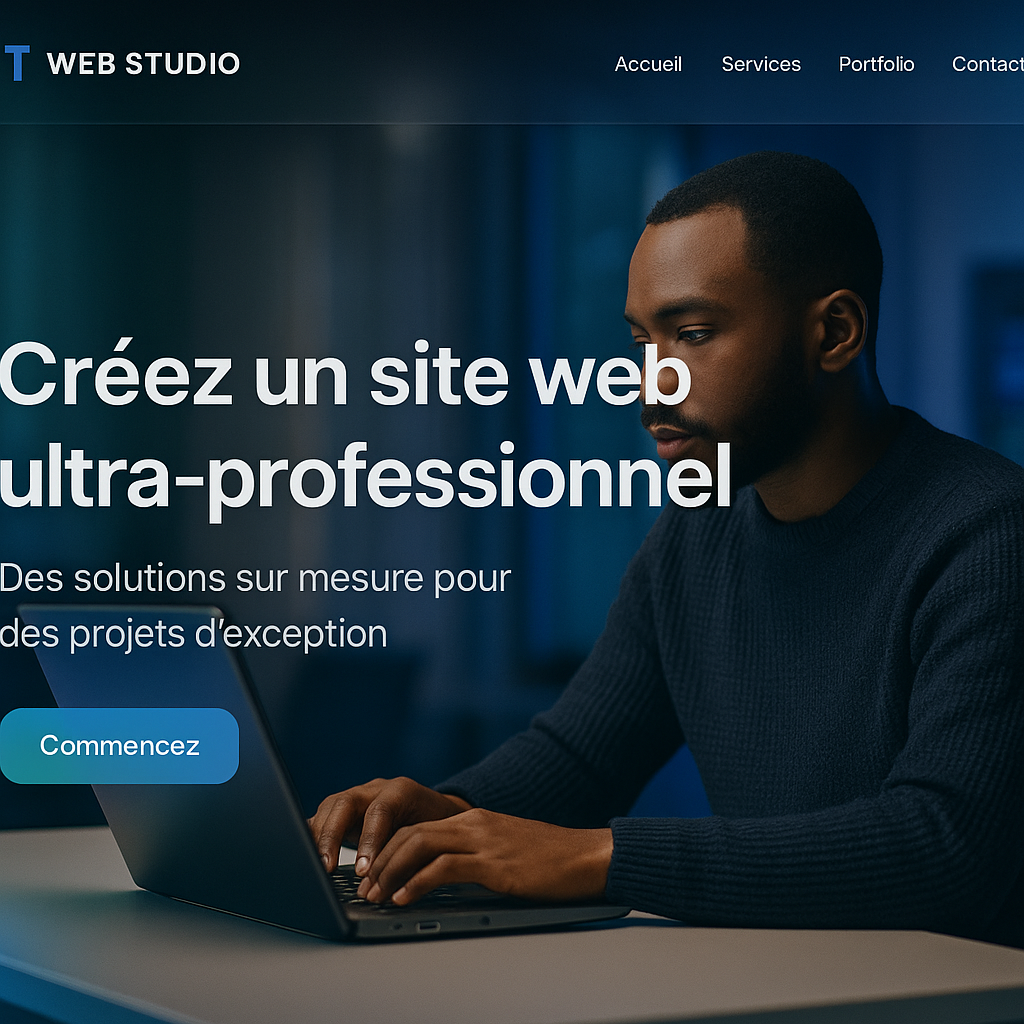 T WEB STUDIO
Accueil Services Portfolio Contact
Créez un site web
ultra-professionnel
Des solutions sur mesure pour
des projets d’exception
Commencez